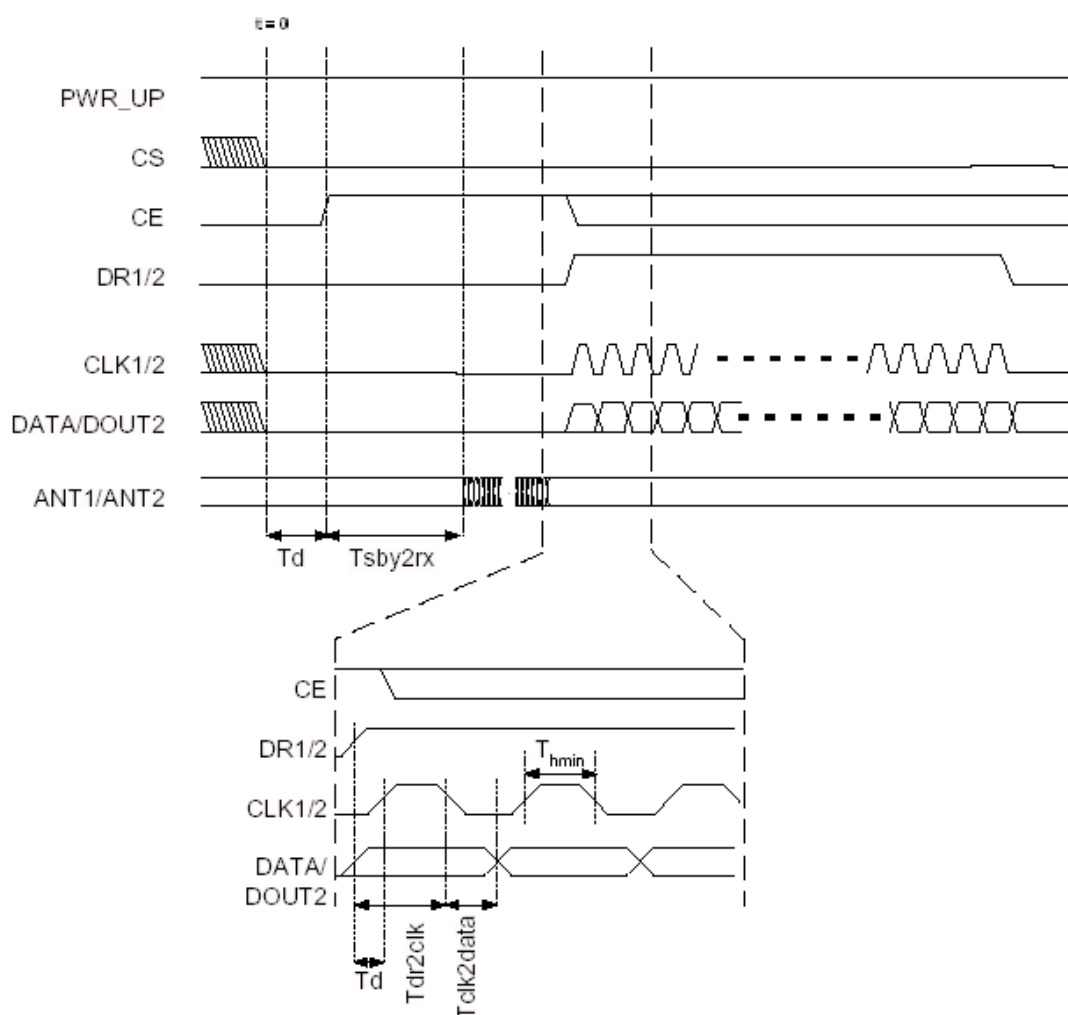 t = 0
PWR_UP
CS
CE
DR1/2
CLK1/2
DATA/DOUT2
ANT1/ANT2
Td
Tsby2rx
CE
DR1/2
Thmin
CLK1/2
DATA/
DOUT2
Td
Tdr2clk
Tclk2data